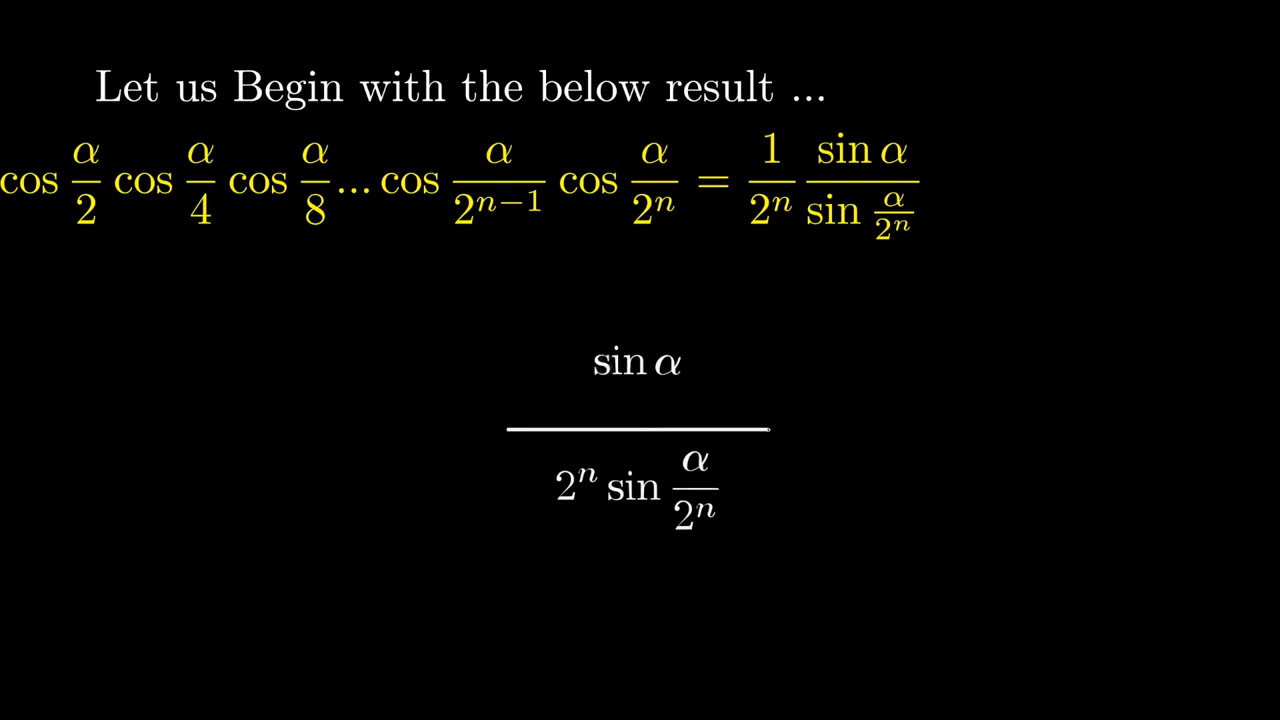 Let us Begin with the below result ...
cos α/2 cos α/4 cos α/8 ... cos α/2^{n−1} cos α/2^n = 1/2^n sin α/sin α/2^n
sin α
2^n sin α/2^n